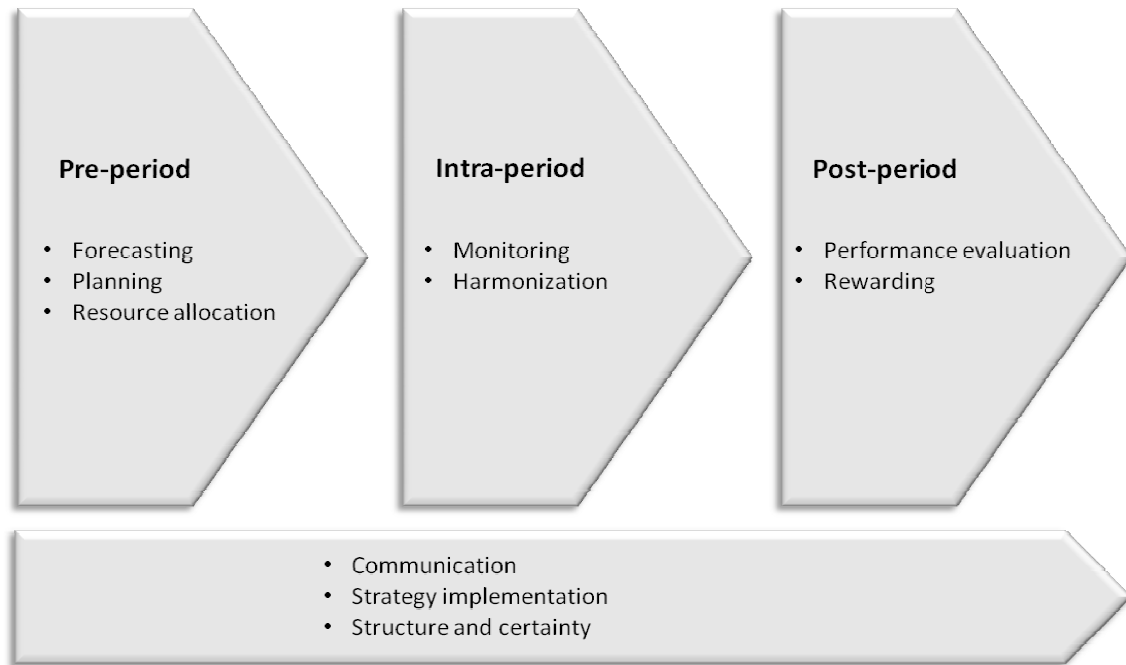 Pre-period
• Forecasting
• Planning
• Resource allocation
Intra-period
• Monitoring
• Harmonization
Post-period
• Performance evaluation
• Rewarding
• Communication
• Strategy implementation
• Structure and certainty